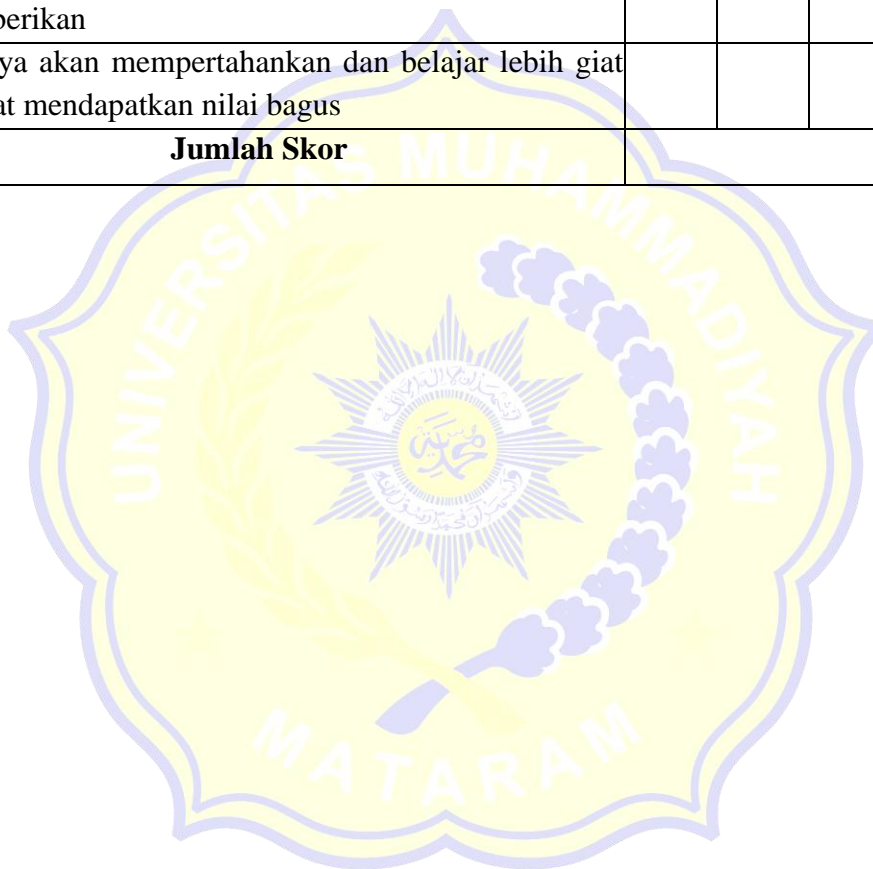 berikan
ya akan mempertahankan dan belajar lebih giat
at mendapatkan nilai bagus
Jumlah Skor
UNIVERSITAS MUHAMMADIYAH
MATARAM